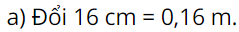 a) Đổi 16 cm = 0,16 m.